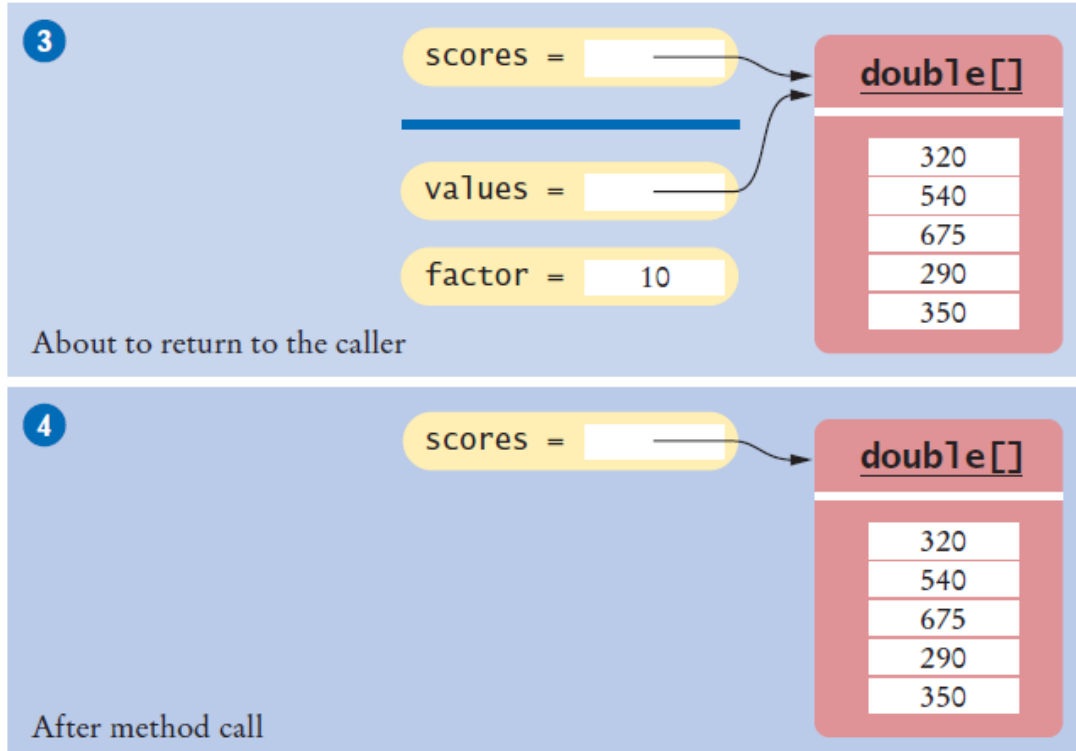 3
scores =
double[]
values =
factor = 10
320
540
675
290
350
About to return to the caller
4
scores =
double[]
320
540
675
290
350
After method call